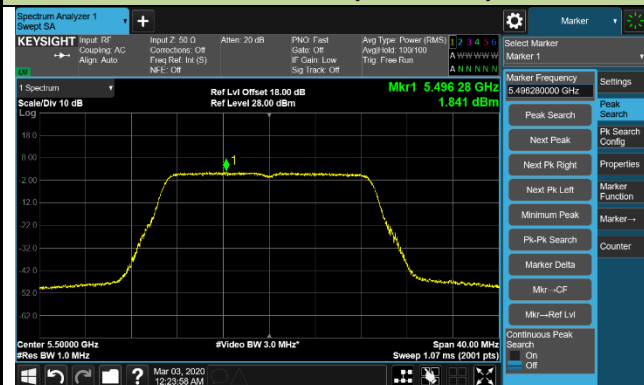 Spectrum Analyzer 1
Swept SA
Marker
KEYSIGHT
Input: RF
Coupling: AC
Align: Auto
Input Z: 50 Ω
Corrections: Off
Freq Ref: Int (S)
NFE: Off
Atten: 20 dB
PNO: Fast
Gate: Off
IF Gain: Low
Sig Track: Off
Avg Type: Power (RMS)
Avg|Hold: 100/100
Trig: Free Run
1 2 3 4 5 6
A W W W W W
A N N N N N
LM
Select Marker
Marker 1
1 Spectrum
Scale/Div 10 dB
Log
Ref Lvl Offset 18.00 dB
Ref Level 28.00 dBm
Mkr1 5.496 28 GHz
1.841 dBm
18.0
8.00
-2.00
-12.0
-22.0
-32.0
-42.0
-52.0
-62.0
1
Center 5.50000 GHz
#Res BW 1.0 MHz
#Video BW 3.0 MHz*
Span 40.00 MHz
Sweep 1.07 ms (2001 pts)
Marker Frequency
5.496280000 GHz
Peak Search
Next Peak
Next Pk Right
Next Pk Left
Minimum Peak
Pk-Pk Search
Marker Delta
Mkr→CF
Mkr→Ref Lvl
Continuous Peak
Search
On
Off
Settings
Peak
Search
Pk Search
Config
Properties
Marker
Function
Marker→
Counter
?
Mar 03, 2020
12:23:58 AM